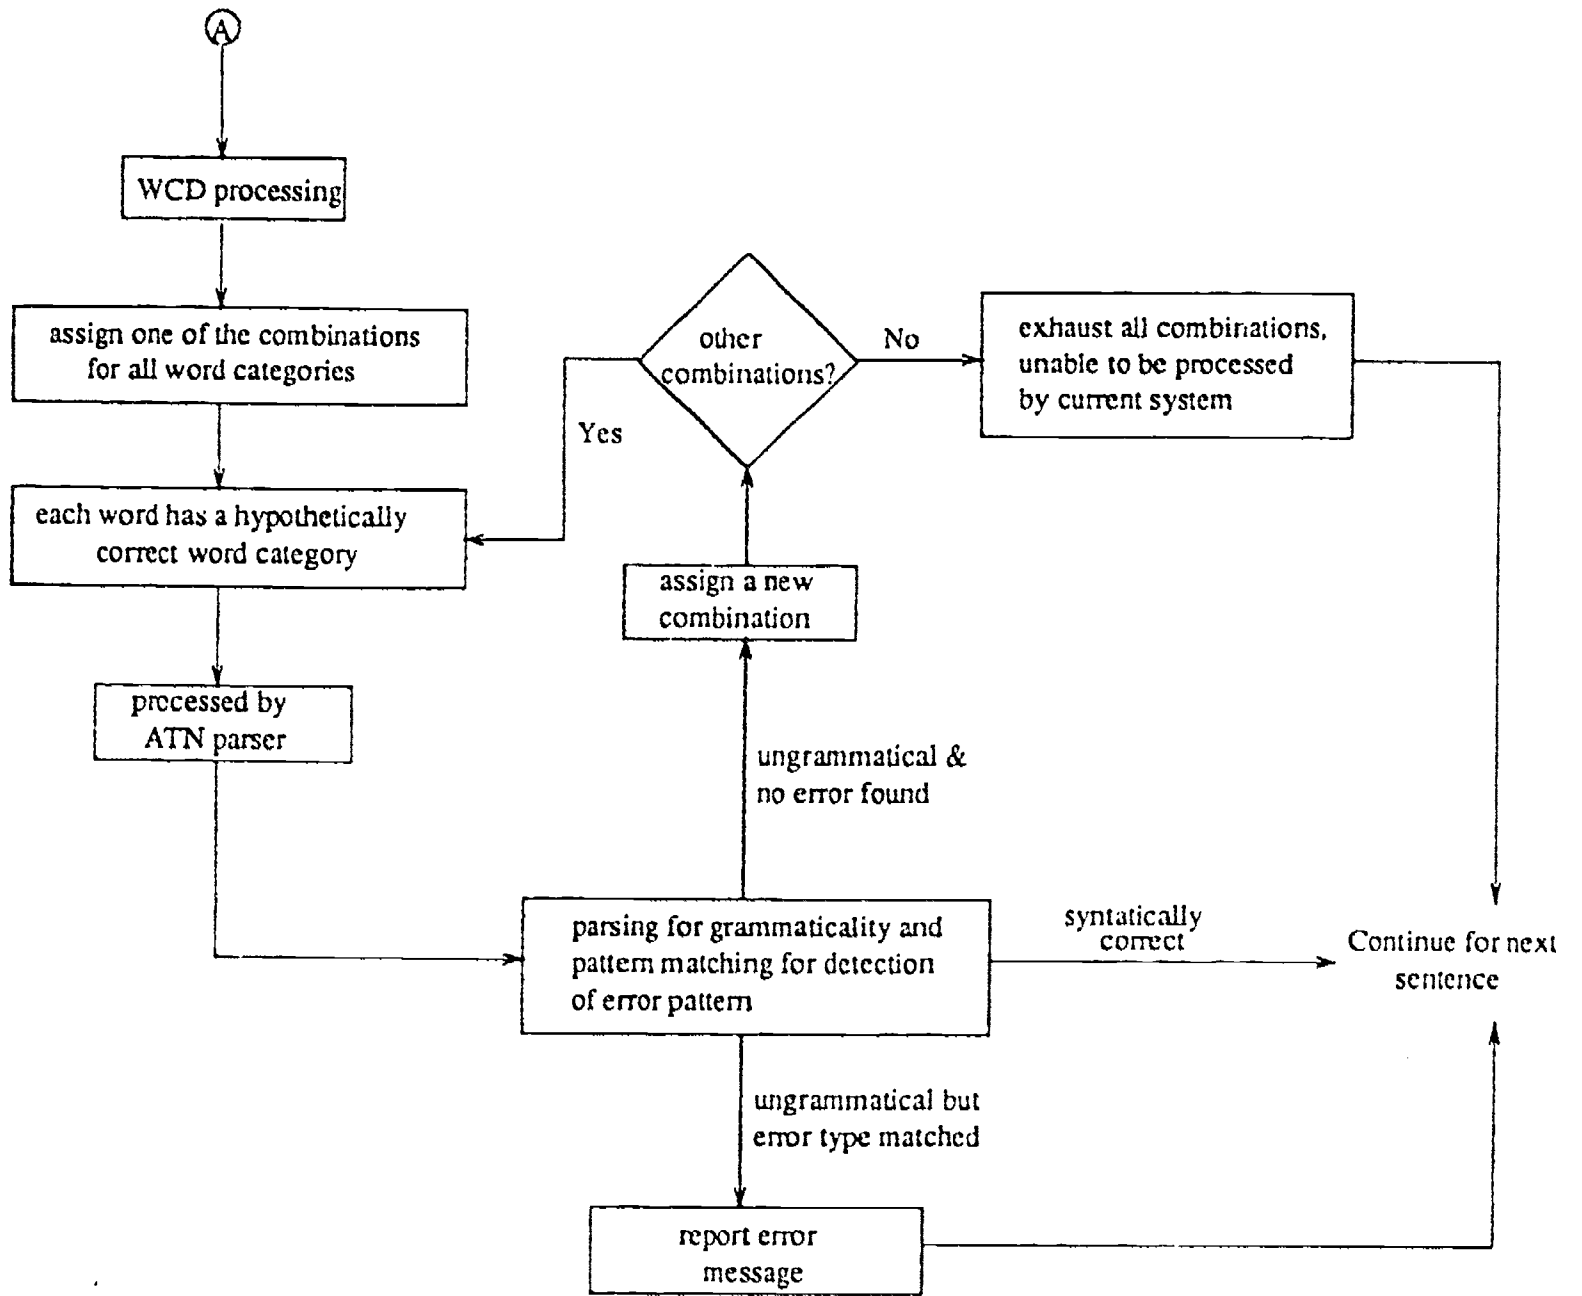 A
WCD processing
assign one of the combinations
for all word categories
each word has a hypothetically
correct word category
processed by
ATN parser
other
combinations?
Yes
No
exhaust all combinations,
unable to be processed
by current system
assign a new
combination
ungrammatical &
no error found
parsing for grammaticality and
pattern matching for detection
of error pattern
syntatically
correct
Continue for next
sentence
ungrammatical but
error type matched
report error
message